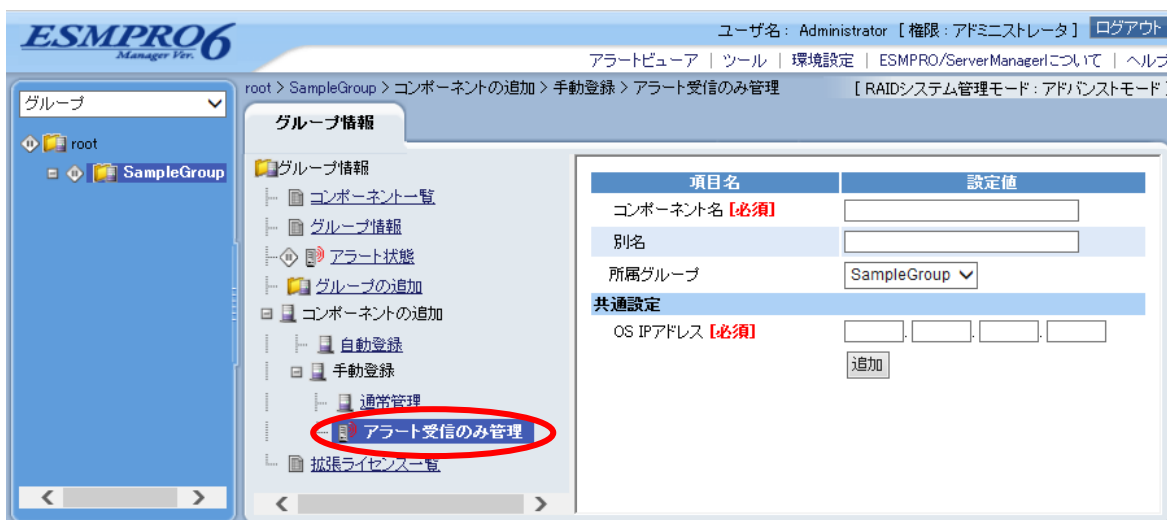 ESMPRO6
Manager Ver.
ユーザ名： Administrator [ 権限 : アドミニストレータ ] ログアウト
アラートビューア | ツール | 環境設定 | ESMPRO/ServerManagerについて | ヘルプ
グループ
root
SampleGroup
root > SampleGroup > コンポーネントの追加 > 手動登録 > アラート受信のみ管理 [ RAIDシステム管理モード : アドバンストモード ]
グループ情報
グループ情報
コンポーネント一覧
グループ情報
アラート状態
グループの追加
コンポーネントの追加
自動登録
手動登録
通常管理
アラート受信のみ管理
拡張ライセンス一覧
項目名 設定値
コンポーネント名 [必須]
別名
所属グループ SampleGroup
共通設定
OS IPアドレス [必須] . . .
追加